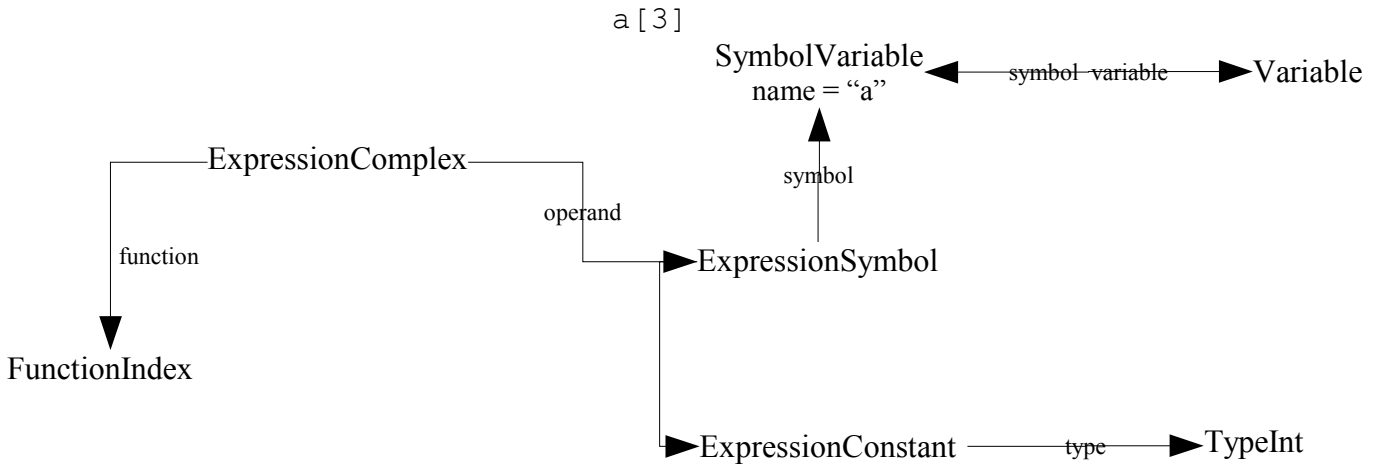 a[3]
SymbolVariable
name = “a”
symbol variable
Variable
ExpressionComplex
symbol
operand
function
ExpressionSymbol
FunctionIndex
ExpressionConstant
type
TypeInt